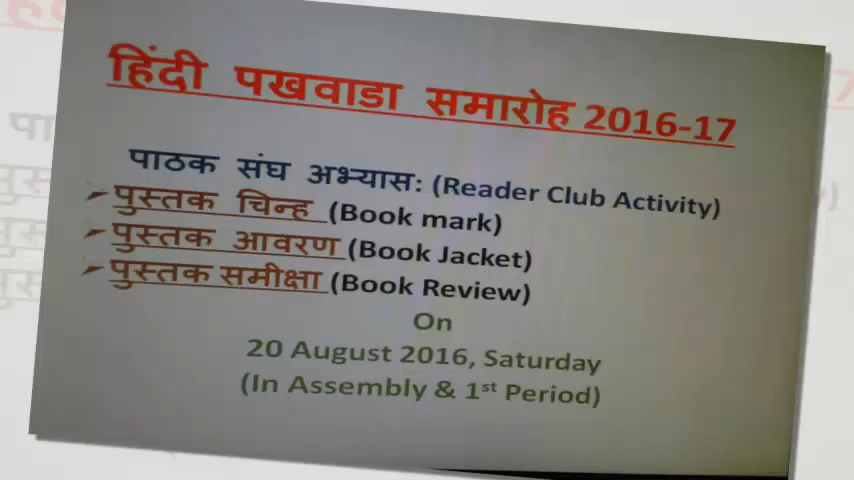 हिंदी पखवाडा समारोह 2016-17
पाठक संघ अभ्यास: (Reader Club Activity)
पुस्तक चिन्ह (Book mark)
पुस्तक आवरण (Book Jacket)
पुस्तक समीक्षा (Book Review)
On
20 August 2016, Saturday
(In Assembly & 1st Period)